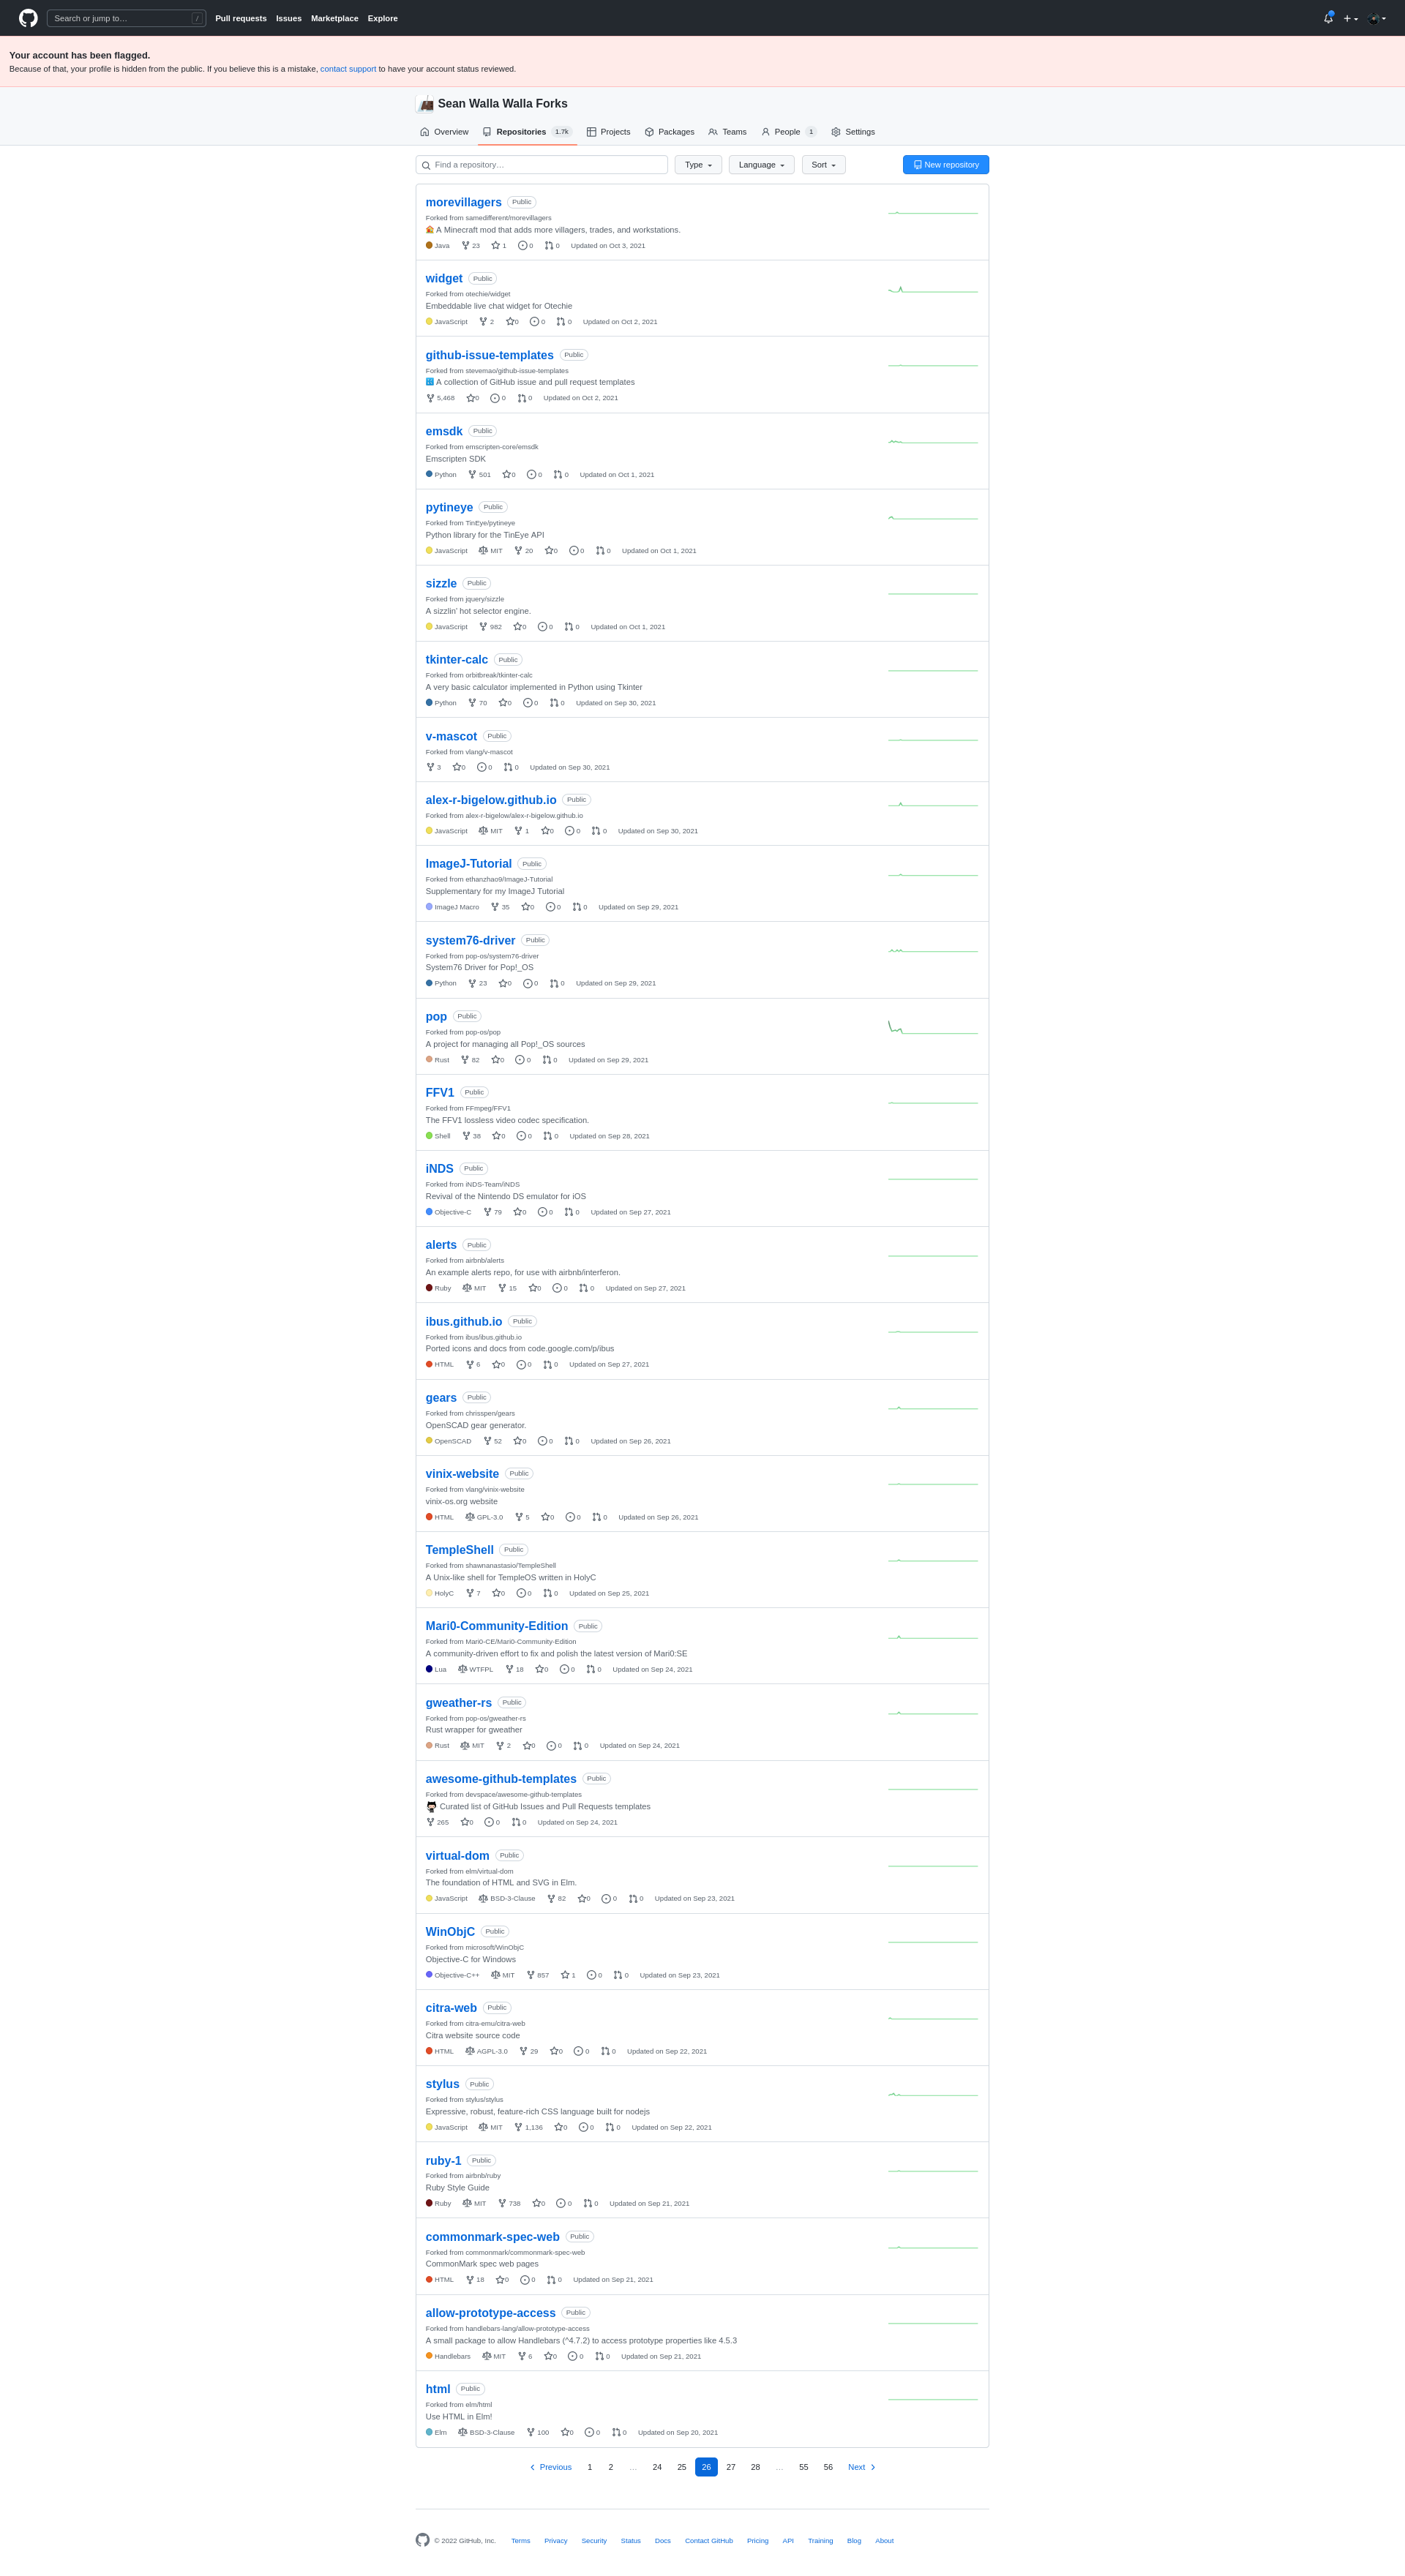 Search or jump to… /
Pull requests Issues Marketplace Explore
Your account has been flagged.
Because of that, your profile is hidden from the public. If you believe this is a mistake, contact support to have your account status reviewed.
Sean Walla Walla Forks
Overview Repositories 1.7k Projects Packages Teams People 1 Settings
Find a repository… Type Language Sort New repository
morevillagers Public
Forked from samedifferent/morevillagers
A Minecraft mod that adds more villagers, trades, and workstations.
Java 23 1 0 0 Updated on Oct 3, 2021
widget Public
Forked from otechie/widget
Embeddable live chat widget for Otechie
JavaScript 2 0 0 0 Updated on Oct 2, 2021
github-issue-templates Public
Forked from stevemao/github-issue-templates
A collection of GitHub issue and pull request templates
5,468 0 0 0 Updated on Oct 2, 2021
emsdk Public
Forked from emscripten-core/emsdk
Emscripten SDK
Python 501 0 0 0 Updated on Oct 1, 2021
pytineye Public
Forked from TinEye/pytineye
Python library for the TinEye API
JavaScript MIT 20 0 0 0 Updated on Oct 1, 2021
sizzle Public
Forked from jquery/sizzle
A sizzlin' hot selector engine.
JavaScript 982 0 0 0 Updated on Oct 1, 2021
tkinter-calc Public
Forked from orbitbreak/tkinter-calc
A very basic calculator implemented in Python using Tkinter
Python 70 0 0 0 Updated on Sep 30, 2021
v-mascot Public
Forked from vlang/v-mascot
3 0 0 0 Updated on Sep 30, 2021
alex-r-bigelow.github.io Public
Forked from alex-r-bigelow/alex-r-bigelow.github.io
JavaScript MIT 1 0 0 0 Updated on Sep 30, 2021
ImageJ-Tutorial Public
Forked from ethanzhao9/ImageJ-Tutorial
Supplementary for my ImageJ Tutorial
ImageJ Macro 35 0 0 0 Updated on Sep 29, 2021
system76-driver Public
Forked from pop-os/system76-driver
System76 Driver for Pop!_OS
Python 23 0 0 0 Updated on Sep 29, 2021
pop Public
Forked from pop-os/pop
A project for managing all Pop!_OS sources
Rust 82 0 0 0 Updated on Sep 29, 2021
FFV1 Public
Forked from FFmpeg/FFV1
The FFV1 lossless video codec specification.
Shell 38 0 0 0 Updated on Sep 28, 2021
iNDS Public
Forked from iNDS-Team/iNDS
Revival of the Nintendo DS emulator for iOS
Objective-C 79 0 0 0 Updated on Sep 27, 2021
alerts Public
Forked from airbnb/alerts
An example alerts repo, for use with airbnb/interferon.
Ruby MIT 15 0 0 0 Updated on Sep 27, 2021
ibus.github.io Public
Forked from ibus/ibus.github.io
Ported icons and docs from code.google.com/p/ibus
HTML 6 0 0 0 Updated on Sep 27, 2021
gears Public
Forked from chrisspen/gears
OpenSCAD gear generator.
OpenSCAD 52 0 0 0 Updated on Sep 26, 2021
vinix-website Public
Forked from vlang/vinix-website
vinix-os.org website
HTML GPL-3.0 5 0 0 0 Updated on Sep 26, 2021
TempleShell Public
Forked from shawnanastasio/TempleShell
A Unix-like shell for TempleOS written in HolyC
HolyC 7 0 0 0 Updated on Sep 25, 2021
Mari0-Community-Edition Public
Forked from Mari0-CE/Mari0-Community-Edition
A community-driven effort to fix and polish the latest version of Mari0:SE
Lua WTFPL 18 0 0 0 Updated on Sep 24, 2021
gweather-rs Public
Forked from pop-os/gweather-rs
Rust wrapper for gweather
Rust MIT 2 0 0 0 Updated on Sep 24, 2021
awesome-github-templates Public
Forked from devspace/awesome-github-templates
Curated list of GitHub Issues and Pull Requests templates
265 0 0 0 Updated on Sep 24, 2021
virtual-dom Public
Forked from elm/virtual-dom
The foundation of HTML and SVG in Elm.
JavaScript BSD-3-Clause 82 0 0 0 Updated on Sep 23, 2021
WinObjC Public
Forked from microsoft/WinObjC
Objective-C for Windows
Objective-C++ MIT 857 1 0 0 Updated on Sep 23, 2021
citra-web Public
Forked from citra-emu/citra-web
Citra website source code
HTML AGPL-3.0 29 0 0 0 Updated on Sep 22, 2021
stylus Public
Forked from stylus/stylus
Expressive, robust, feature-rich CSS language built for nodejs
JavaScript MIT 1,136 0 0 0 Updated on Sep 22, 2021
ruby-1 Public
Forked from airbnb/ruby
Ruby Style Guide
Ruby MIT 738 0 0 0 Updated on Sep 21, 2021
commonmark-spec-web Public
Forked from commonmark/commonmark-spec-web
CommonMark spec web pages
HTML 18 0 0 0 Updated on Sep 21, 2021
allow-prototype-access Public
Forked from handlebars-lang/allow-prototype-access
A small package to allow Handlebars (^4.7.2) to access prototype properties like 4.5.3
Handlebars MIT 6 0 0 0 Updated on Sep 21, 2021
html Public
Forked from elm/html
Use HTML in Elm!
Elm BSD-3-Clause 100 0 0 0 Updated on Sep 20, 2021
Previous 1 2 … 24 25 26 27 28 … 55 56 Next
© 2022 GitHub, Inc. Terms Privacy Security Status Docs Contact GitHub Pricing API Training Blog About